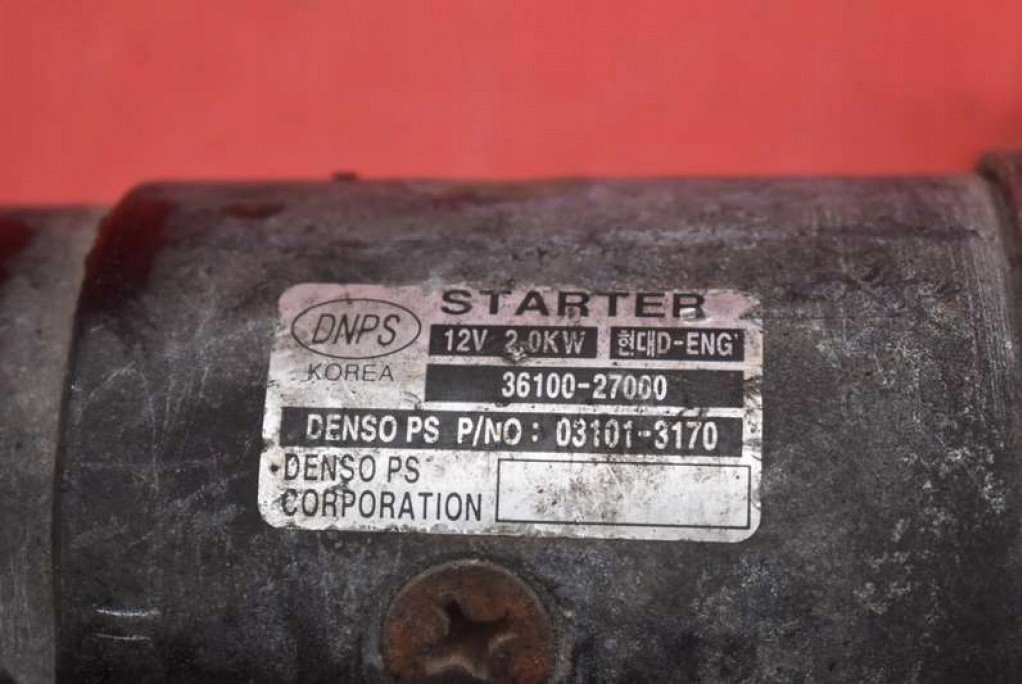 DNPS
KOREA
STARTER
12V 2.0KW 현대D-ENG'
36100-27000
DENSO PS P/NO : 03101-3170
DENSO PS
CORPORATION